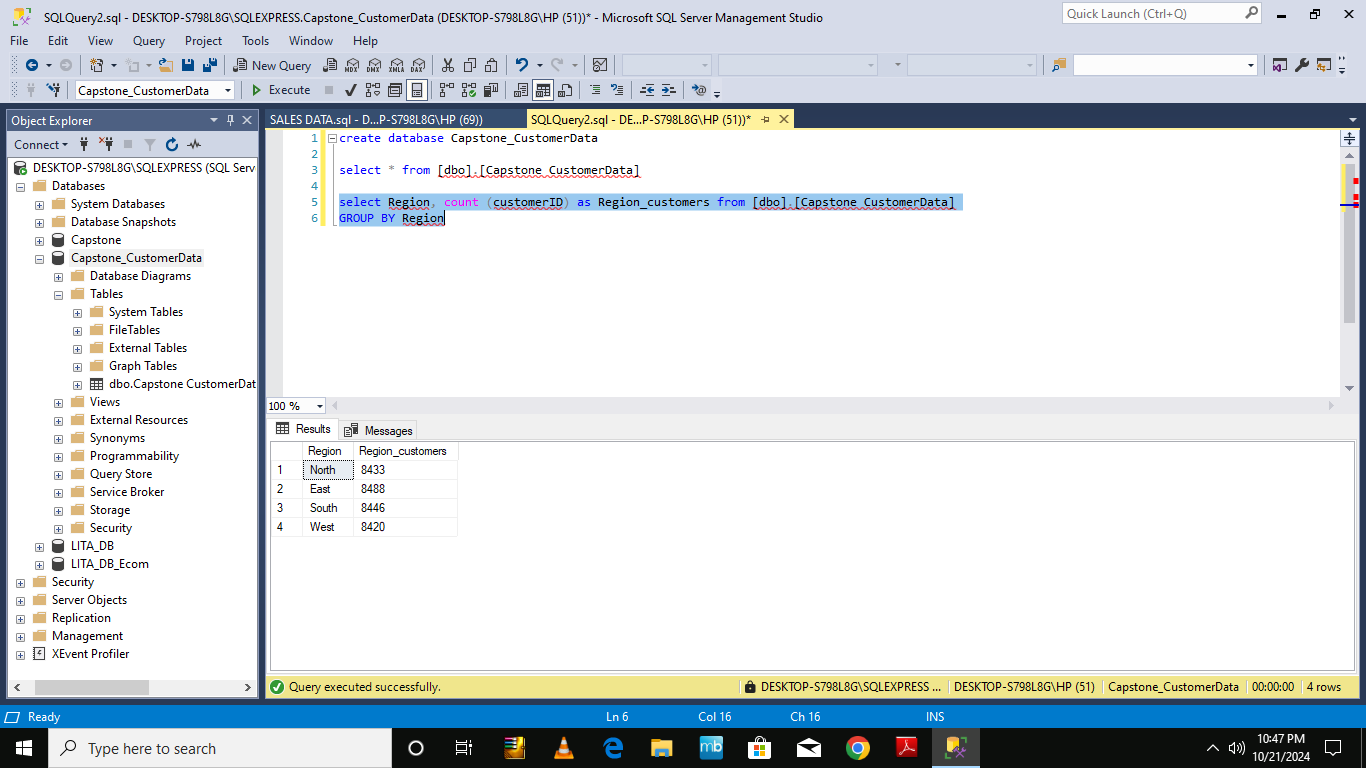 SQLQuery2.sql - DESKTOP-S798L8G\SQLEXPRESS.Capstone_CustomerData (DESKTOP-S798L8G\HP (51))* - Microsoft SQL Server Management Studio
Quick Launch (Ctrl+Q)
File Edit View Query Project Tools Window Help
New Query MDX DMX XMLA DAX
Capstone_CustomerData Execute
Object Explorer
SALES DATA.sql - D...P-S798L8G\HP (69))
SQLQuery2.sql - DE...P-S798L8G\HP (51))*
Connect
DESKTOP-S798L8G\SQLEXPRESS (SQL Serv
Databases
System Databases
Database Snapshots
Capstone
Capstone_CustomerData
Database Diagrams
Tables
System Tables
FileTables
External Tables
Graph Tables
dbo.Capstone CustomerDat
Views
External Resources
Synonyms
Programmability
Query Store
Service Broker
Storage
Security
LITA_DB
LITA_DB_Ecom
Security
Server Objects
Replication
Management
XEvent Profiler
1 create database Capstone_CustomerData
2
3 select * from [dbo].[Capstone CustomerData]
4
5 select Region, count (customerID) as Region_customers from [dbo].[Capstone CustomerData]
6 GROUP BY Region
100 %
Results Messages
Region Region_customers
1 North 8433
2 East 8488
3 South 8446
4 West 8420
Query executed successfully.
DESKTOP-S798L8G\SQLEXPRESS ... DESKTOP-S798L8G\HP (51) Capstone_CustomerData 00:00:00 4 rows
Ready Ln 6 Col 16 Ch 16 INS
Type here to search
mb
10:47 PM
10/21/2024